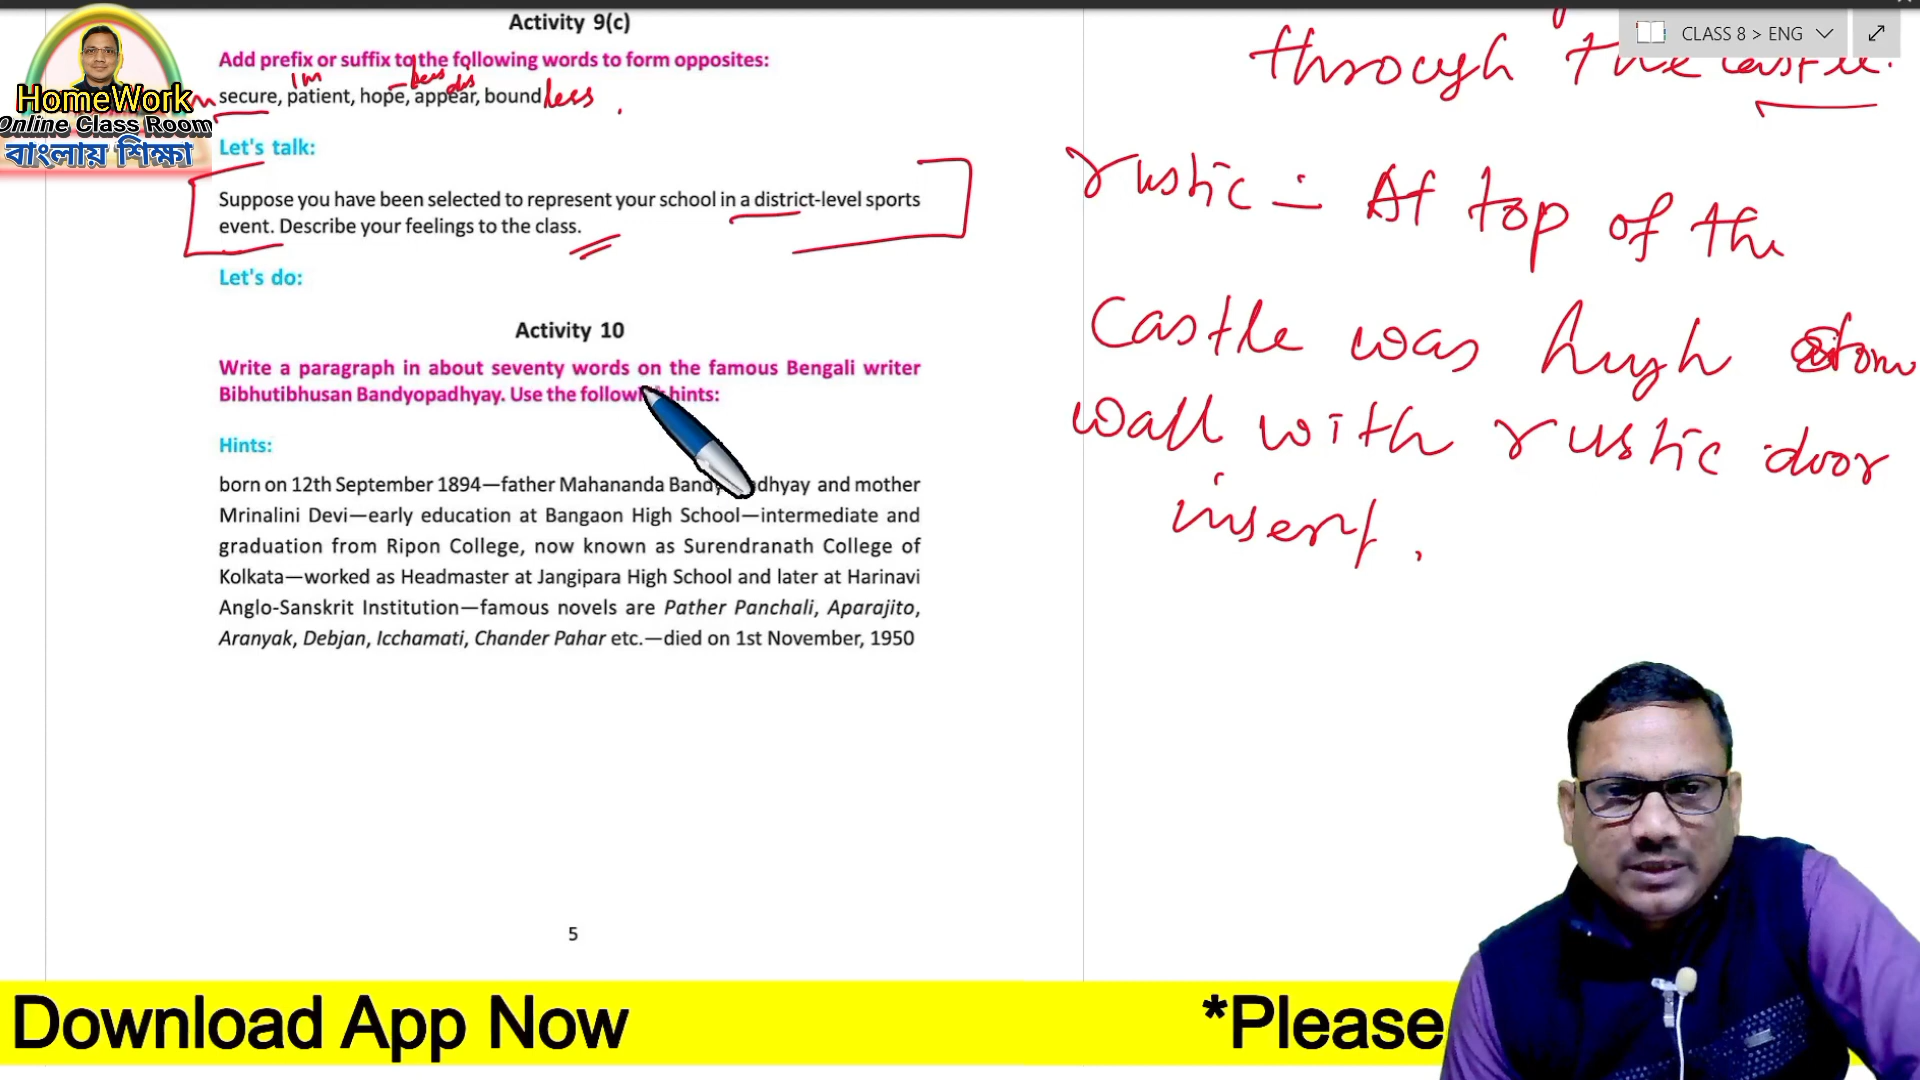 Activity 9(c)
Add prefix or suffix to the following words to form opposites:
im
less
dis
secure, patient, hope, appear, bound less
HomeWork
Online Class Room
বাংলায় শিক্ষা
Let's talk:
Suppose you have been selected to represent your school in a district-level sports
event. Describe your feelings to the class.
Let's do:
Activity 10
Write a paragraph in about seventy words on the famous Bengali writer
Bibhutibhusan Bandyopadhyay. Use the following hints:
Hints:
born on 12th September 1894—father Mahananda Bandyopadhyay and mother
Mrinalini Devi—early education at Bangaon High School—intermediate and
graduation from Ripon College, now known as Surendranath College of
Kolkata—worked as Headmaster at Jangipara High School and later at Harinavi
Anglo-Sanskrit Institution—famous novels are Pather Panchali, Aparajito,
Aranyak, Debjan, Icchamati, Chander Pahar etc.—died on 1st November, 1950
5
CLASS 8 > ENG
through the castle.
rustic – At top of the
Castle was high
wall with rustic door
insert.
Download App Now
*Please